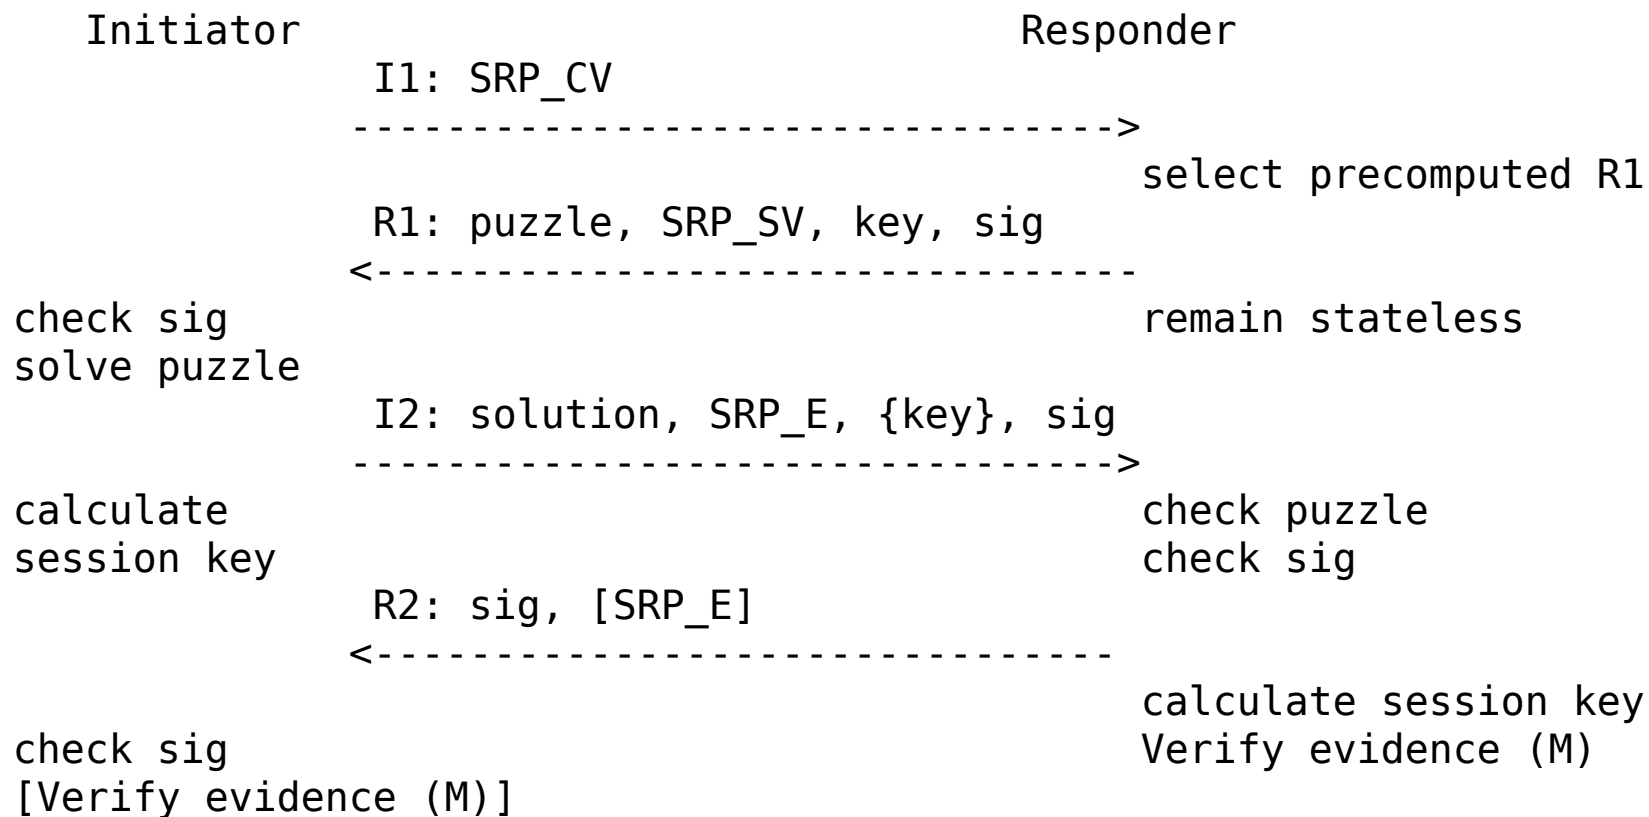 Initiator                              Responder
I1: SRP_CV
-------------------------------->
select precomputed R1
R1: puzzle, SRP_SV, key, sig
<--------------------------------
check sig                                      remain stateless
solve puzzle
I2: solution, SRP_E, {key}, sig
-------------------------------->
calculate                                      check puzzle
session key                                    check sig
R2: sig, [SRP_E]
<-------------------------------
calculate session key
check sig                                      Verify evidence (M)
[Verify evidence (M)]